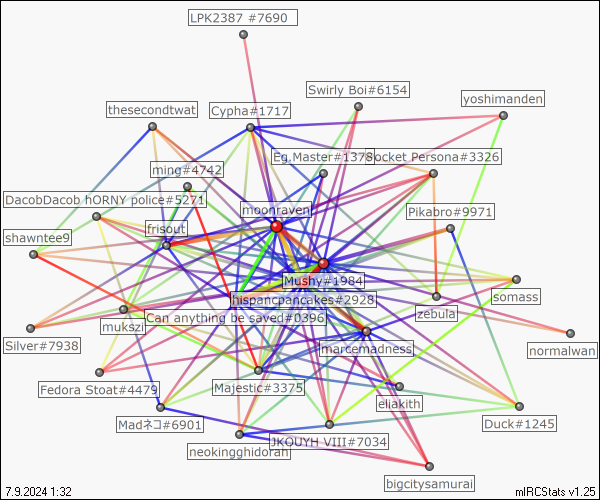 LPK2387 #7690
Swirly Boi#6154
yoshimanden
thesecondtwat
Cypha#1717
Eg.Master#1378
ocket Persona#3326
ming#4742
DacobDacob hORNY police#5271
moonraven
Pikabro#9971
shawntee9
frisout
Mushy#1984
hispancpancakes#2928
somass
zebula
mukszi
Can anything be saved#0396
Silver#7938
marcemadness
normalwan
Fedora Stoat#4479
Majestic#3375
eliakith
Madネコ#6901
Duck#1245
JKOUYH VIII#7034
neokingghidorah
bigcitysamurai
7.9.2024 1:32
mIRCStats v1.25